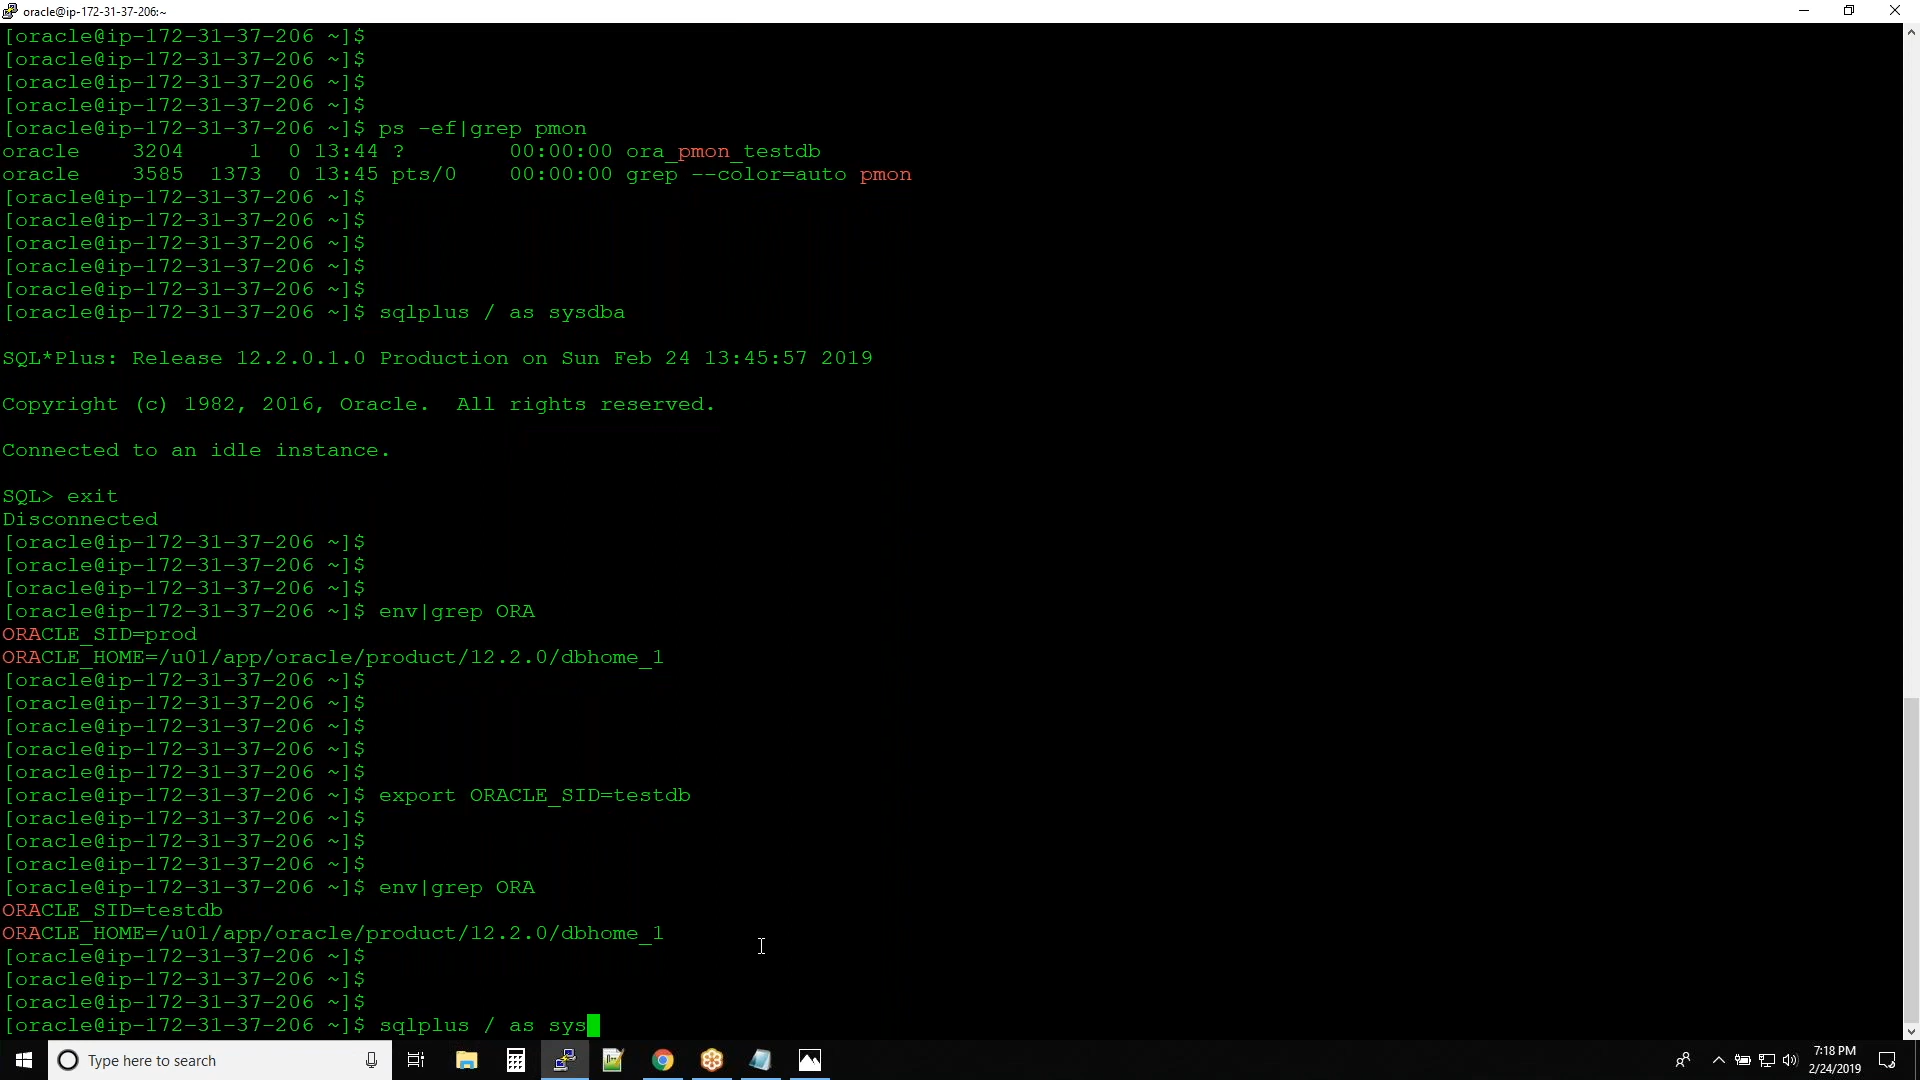 oracle@ip-172-31-37-206:~
[oracle@ip-172-31-37-206 ~]$
[oracle@ip-172-31-37-206 ~]$
[oracle@ip-172-31-37-206 ~]$
[oracle@ip-172-31-37-206 ~]$
[oracle@ip-172-31-37-206 ~]$ ps -ef|grep pmon
oracle    3204     1  0 13:44 ?        00:00:00 ora_pmon_testdb
oracle    3585  1373  0 13:45 pts/0    00:00:00 grep --color=auto pmon
[oracle@ip-172-31-37-206 ~]$
[oracle@ip-172-31-37-206 ~]$
[oracle@ip-172-31-37-206 ~]$
[oracle@ip-172-31-37-206 ~]$
[oracle@ip-172-31-37-206 ~]$
[oracle@ip-172-31-37-206 ~]$ sqlplus / as sysdba
SQL*Plus: Release 12.2.0.1.0 Production on Sun Feb 24 13:45:57 2019
Copyright (c) 1982, 2016, Oracle.  All rights reserved.
Connected to an idle instance.
SQL> exit
Disconnected
[oracle@ip-172-31-37-206 ~]$
[oracle@ip-172-31-37-206 ~]$
[oracle@ip-172-31-37-206 ~]$
[oracle@ip-172-31-37-206 ~]$ env|grep ORA
ORACLE_SID=prod
ORACLE_HOME=/u01/app/oracle/product/12.2.0/dbhome_1
[oracle@ip-172-31-37-206 ~]$
[oracle@ip-172-31-37-206 ~]$
[oracle@ip-172-31-37-206 ~]$
[oracle@ip-172-31-37-206 ~]$
[oracle@ip-172-31-37-206 ~]$
[oracle@ip-172-31-37-206 ~]$ export ORACLE_SID=testdb
[oracle@ip-172-31-37-206 ~]$
[oracle@ip-172-31-37-206 ~]$
[oracle@ip-172-31-37-206 ~]$
[oracle@ip-172-31-37-206 ~]$ env|grep ORA
ORACLE_SID=testdb
ORACLE_HOME=/u01/app/oracle/product/12.2.0/dbhome_1
[oracle@ip-172-31-37-206 ~]$
[oracle@ip-172-31-37-206 ~]$
[oracle@ip-172-31-37-206 ~]$
[oracle@ip-172-31-37-206 ~]$ sqlplus / as sys
Type here to search
7:18 PM
2/24/2019